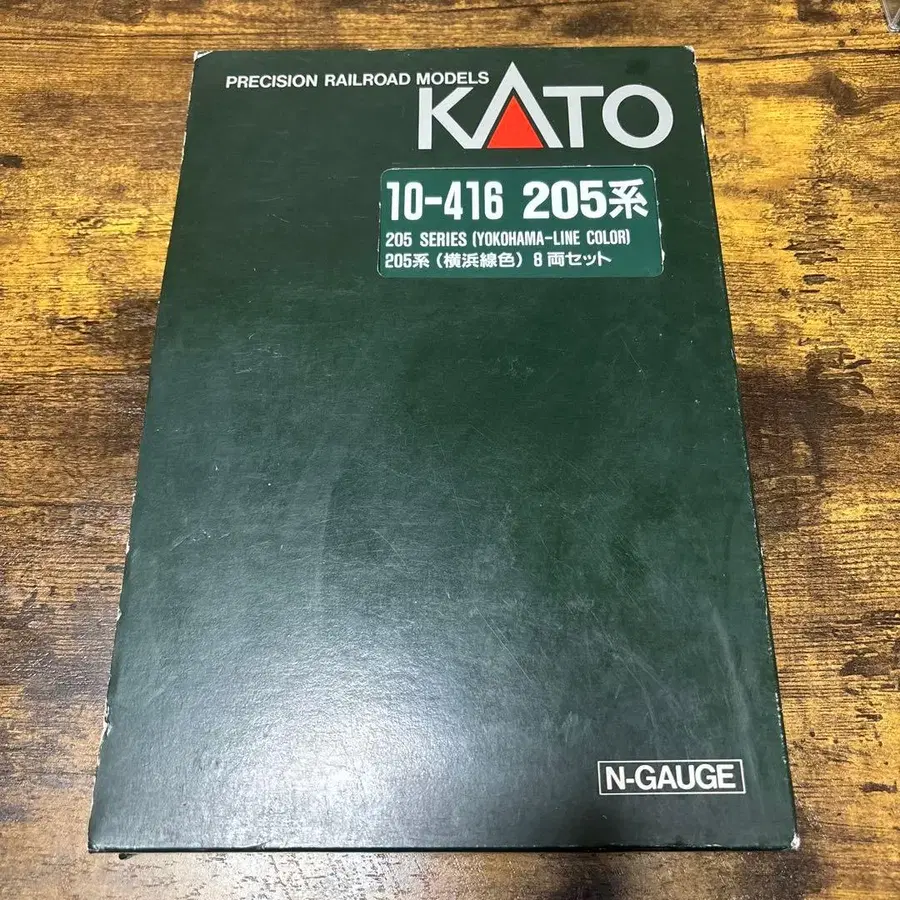 PRECISION RAILROAD MODELS
KATO
10-416 205系
205 SERIES (YOKOHAMA-LINE COLOR)
205系（横浜線色）8両セット
N-GAUGE